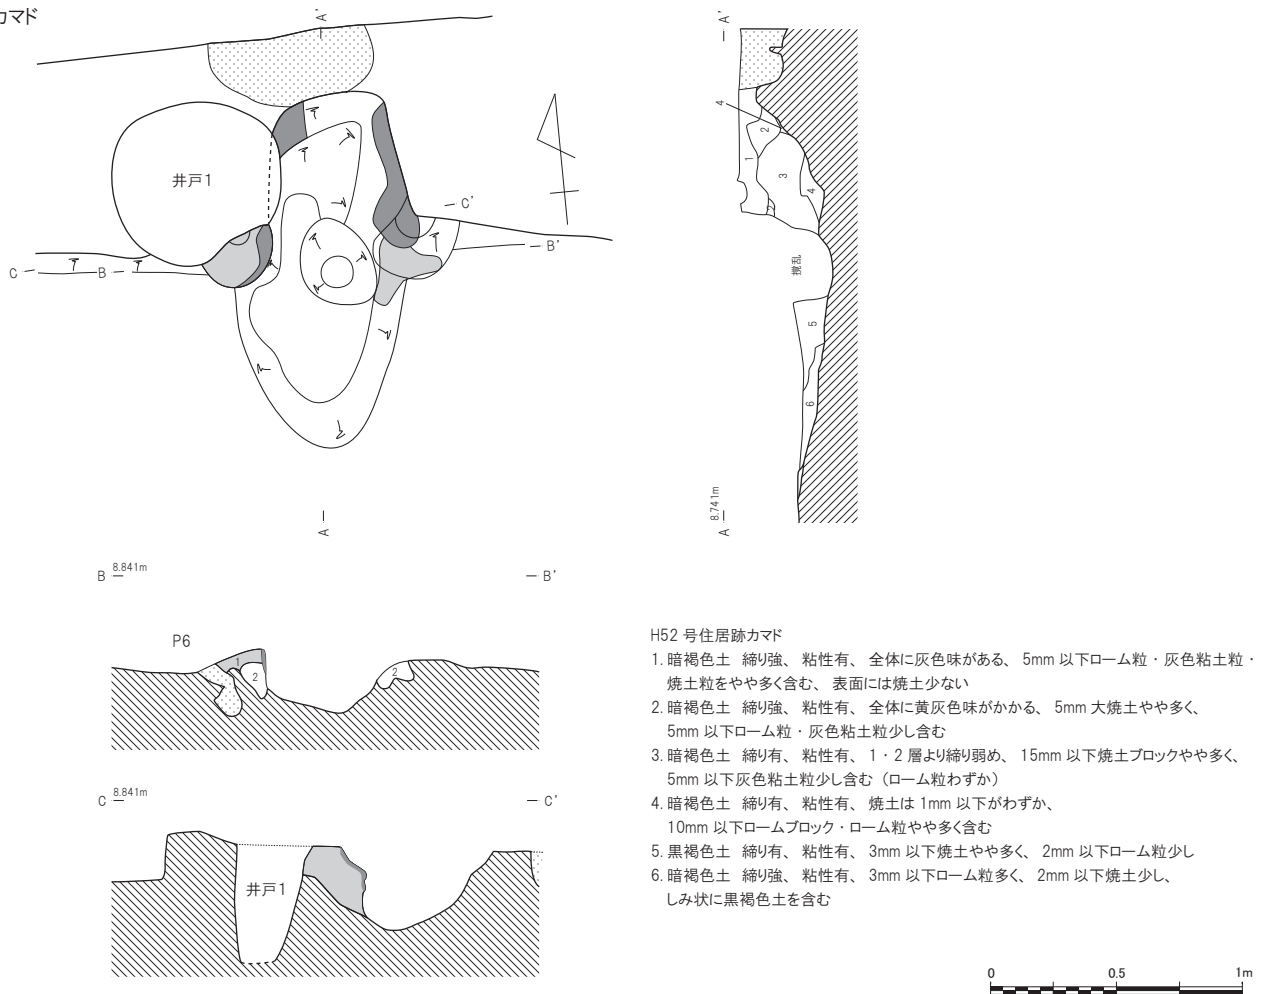 カマド
A'
井戸1
C'
B'
C
B
A
A'
4
2
1
3
4
2
撹乱
5
6
8.741m
A
B 8.841m
B'
P6
1
2
2
C 8.841m
C'
井戸1
H52 号住居跡カマド
1. 暗褐色土 締り強、 粘性有、 全体に灰色味がある、 5mm 以下ローム粒・灰色粘土粒・
焼土粒をやや多く含む、 表面には焼土少ない
2. 暗褐色土 締り強、 粘性有、 全体に黄灰色味がかかる、 5mm 大焼土やや多く、
5mm 以下ローム粒・灰色粘土粒少し含む
3. 暗褐色土 締り有、 粘性有、 1・2 層より締り弱め、 15mm 以下焼土ブロックやや多く、
5mm 以下灰色粘土粒少し含む (ローム粒わずか)
4. 暗褐色土 締り有、 粘性有、 焼土は 1mm 以下がわずか、
10mm 以下ロームブロック・ローム粒やや多く含む
5. 黒褐色土 締り有、 粘性有、 3mm 以下焼土やや多く、 2mm 以下ローム粒少し
6. 暗褐色土 締り強、 粘性有、 3mm 以下ローム粒多く、 2mm 以下焼土少し、
しみ状に黒褐色土を含む
0 0.5 1m